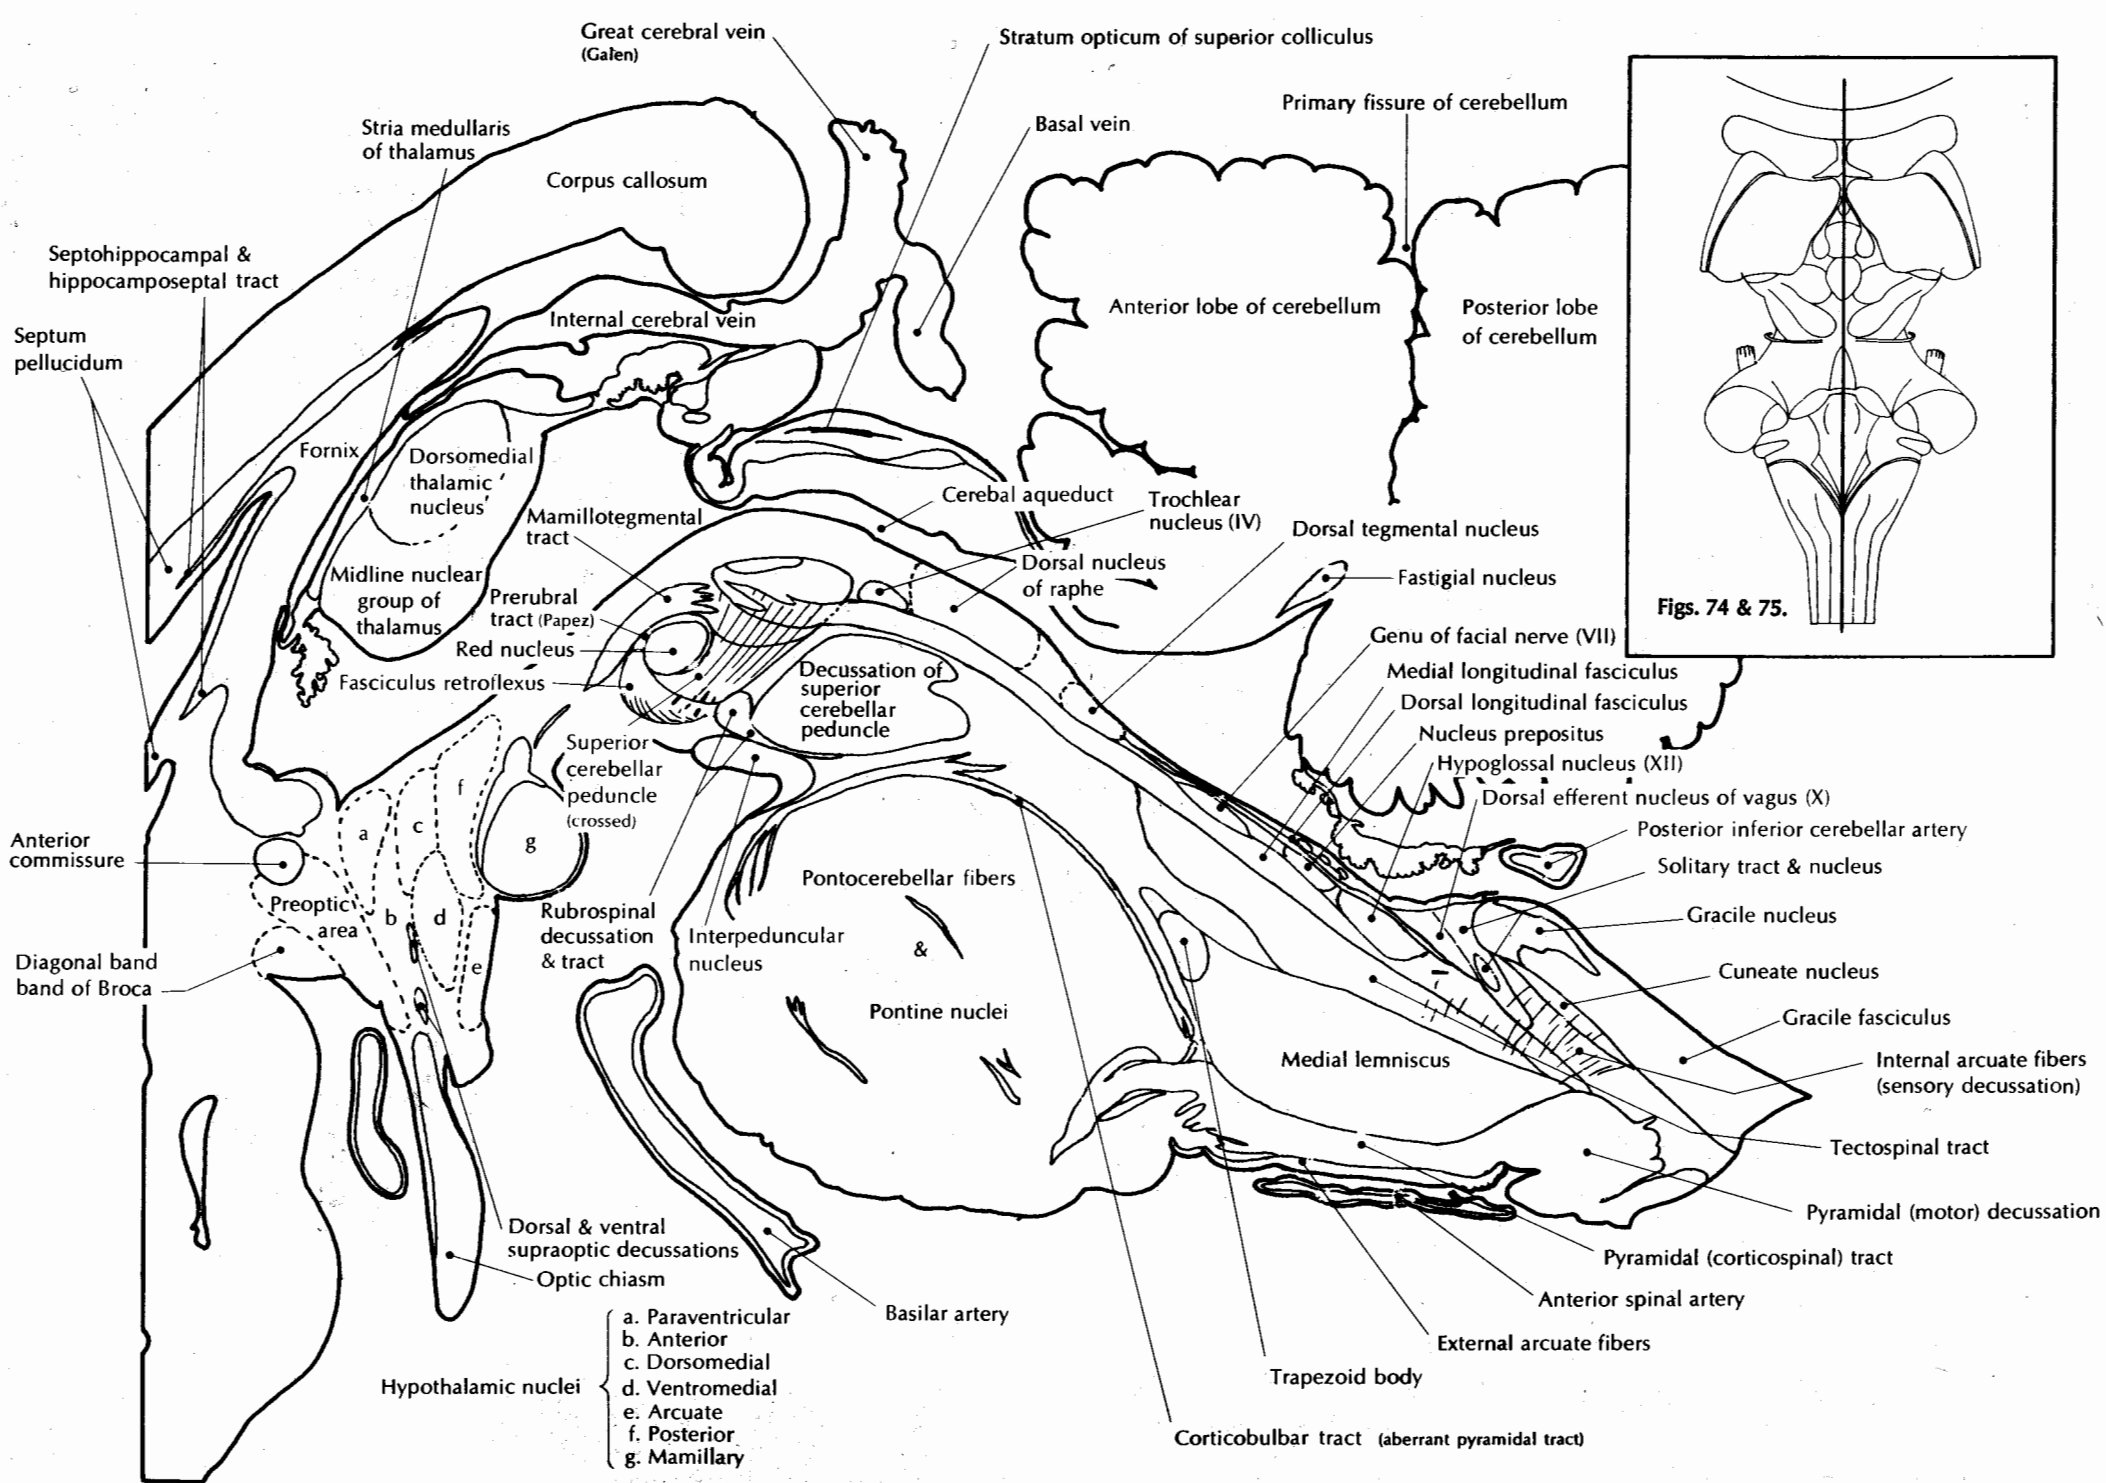 Great cerebral vein
(Galen)
Stratum opticum of superior colliculus
Primary fissure of cerebellum
Basal vein
Stria medullaris
of thalamus
Corpus callosum
Septohippocampal &
hippocamposeptal tract
Septum
pellucidum
Internal cerebral vein
Anterior lobe of cerebellum
Posterior lobe
of cerebellum
Fornix
Dorsomedial
thalamic
nucleus
Cerebal aqueduct
Trochlear
nucleus (IV)
Mamillotegmental
tract
Dorsal tegmental nucleus
Dorsal nucleus
of raphe
Fastigial nucleus
Figs. 74 & 75.
Midline nuclear
group of
thalamus
Prerubral
tract (Papez)
Red nucleus
Fasciculus retroflexus
Decussation of
superior
cerebellar
peduncle
Genu of facial nerve (VII)
Medial longitudinal fasciculus
Dorsal longitudinal fasciculus
Nucleus prepositus
Hypoglossal nucleus (XII)
Dorsal efferent nucleus of vagus (X)
Posterior inferior cerebellar artery
Solitary tract & nucleus
Gracile nucleus
Cuneate nucleus
Gracile fasciculus
Internal arcuate fibers
(sensory decussation)
Tectospinal tract
Pyramidal (motor) decussation
Pyramidal (corticospinal) tract
Anterior spinal artery
External arcuate fibers
Trapezoid body
Corticobulbar tract (aberrant pyramidal tract)
Superior
cerebellar
peduncle
(crossed)
f
c
a
g
b
d
e
Anterior
commissure
Preoptic
area
Diagonal band
band of Broca
Rubrospinal
decussation
& tract
Interpeduncular
nucleus
Pontocerebellar fibers
&
Pontine nuclei
Medial lemniscus
Dorsal & ventral
supraoptic decussations
Optic chiasm
Basilar artery
Hypothalamic nuclei
a. Paraventricular
b. Anterior
c. Dorsomedial
d. Ventromedial
e. Arcuate
f. Posterior
g. Mamillary